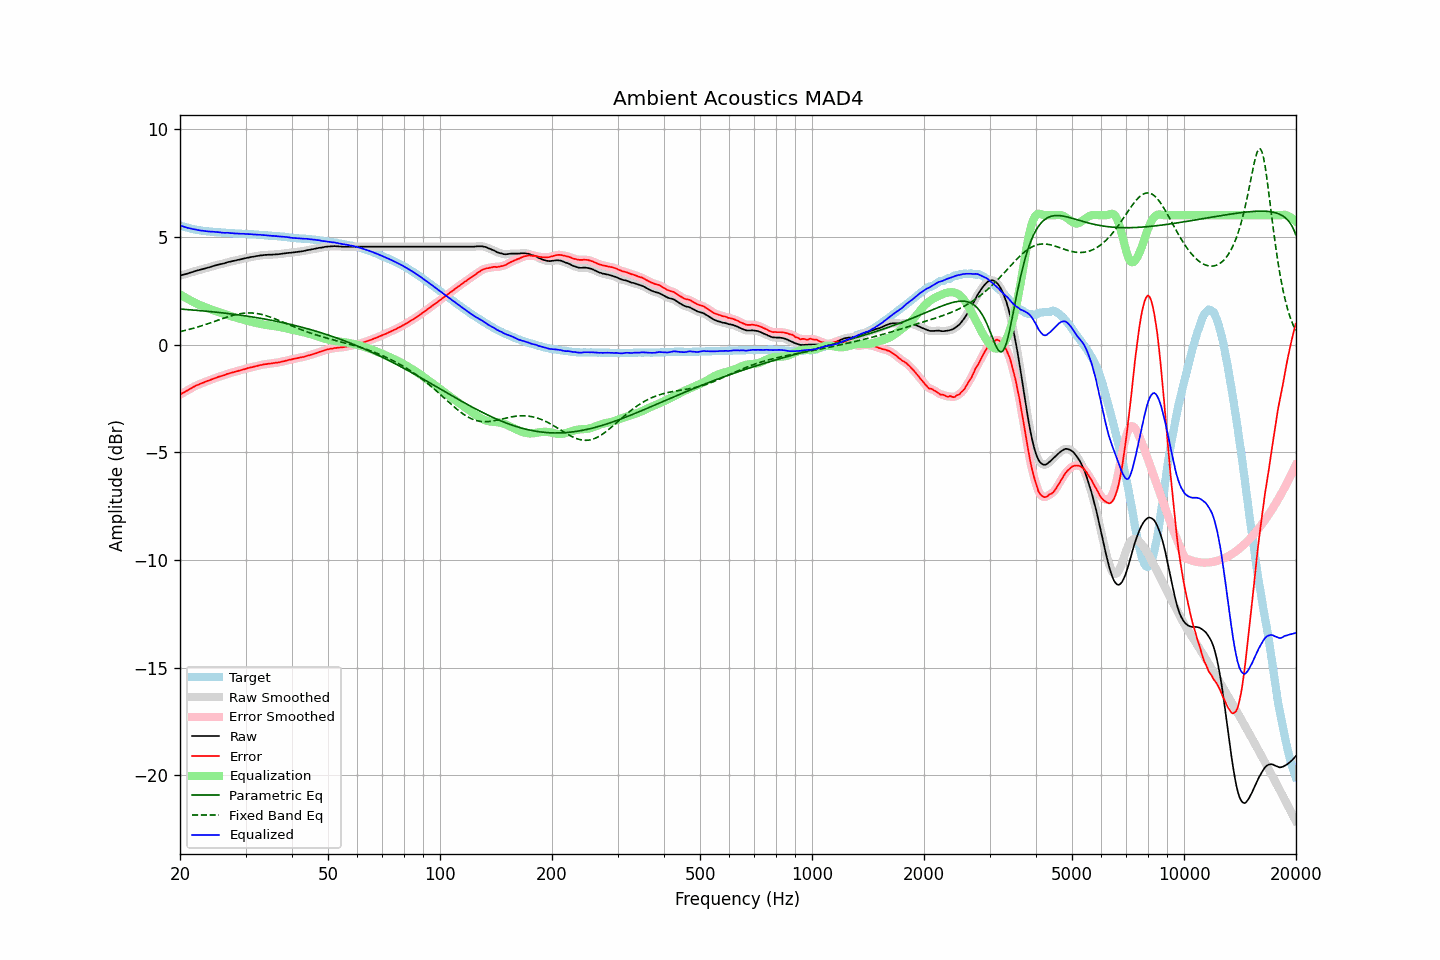 Ambient Acoustics MAD4
10
5
0
−5
−10
−15
−20
Amplitude (dBr)
Target
Raw Smoothed
Error Smoothed
Raw
Error
Equalization
Parametric Eq
Fixed Band Eq
Equalized
20 50 100 200 500 1000 2000 5000 10000 20000
Frequency (Hz)